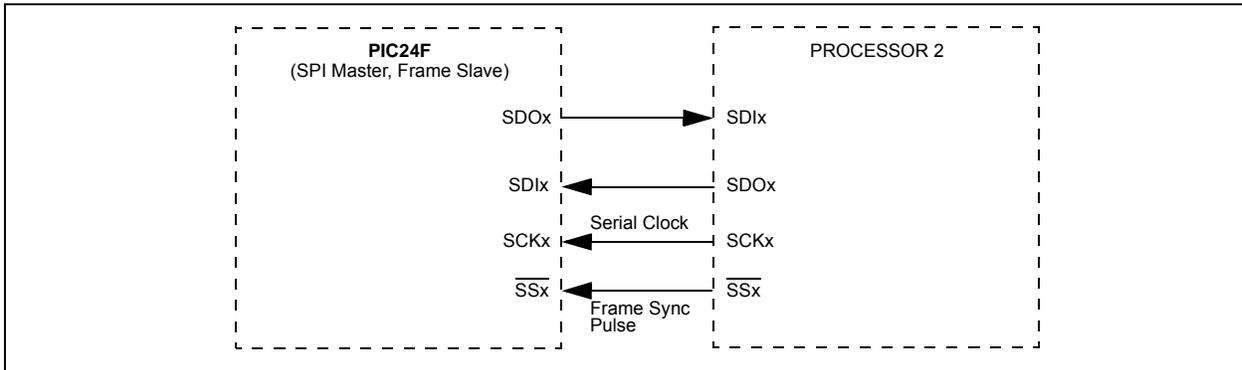 PIC24F
(SPI Master, Frame Slave)
PROCESSOR 2
SDOx
SDIx
SDIx
SDOx
Serial Clock
SCKx
SCKx
SSx
SSx
Frame Sync
Pulse